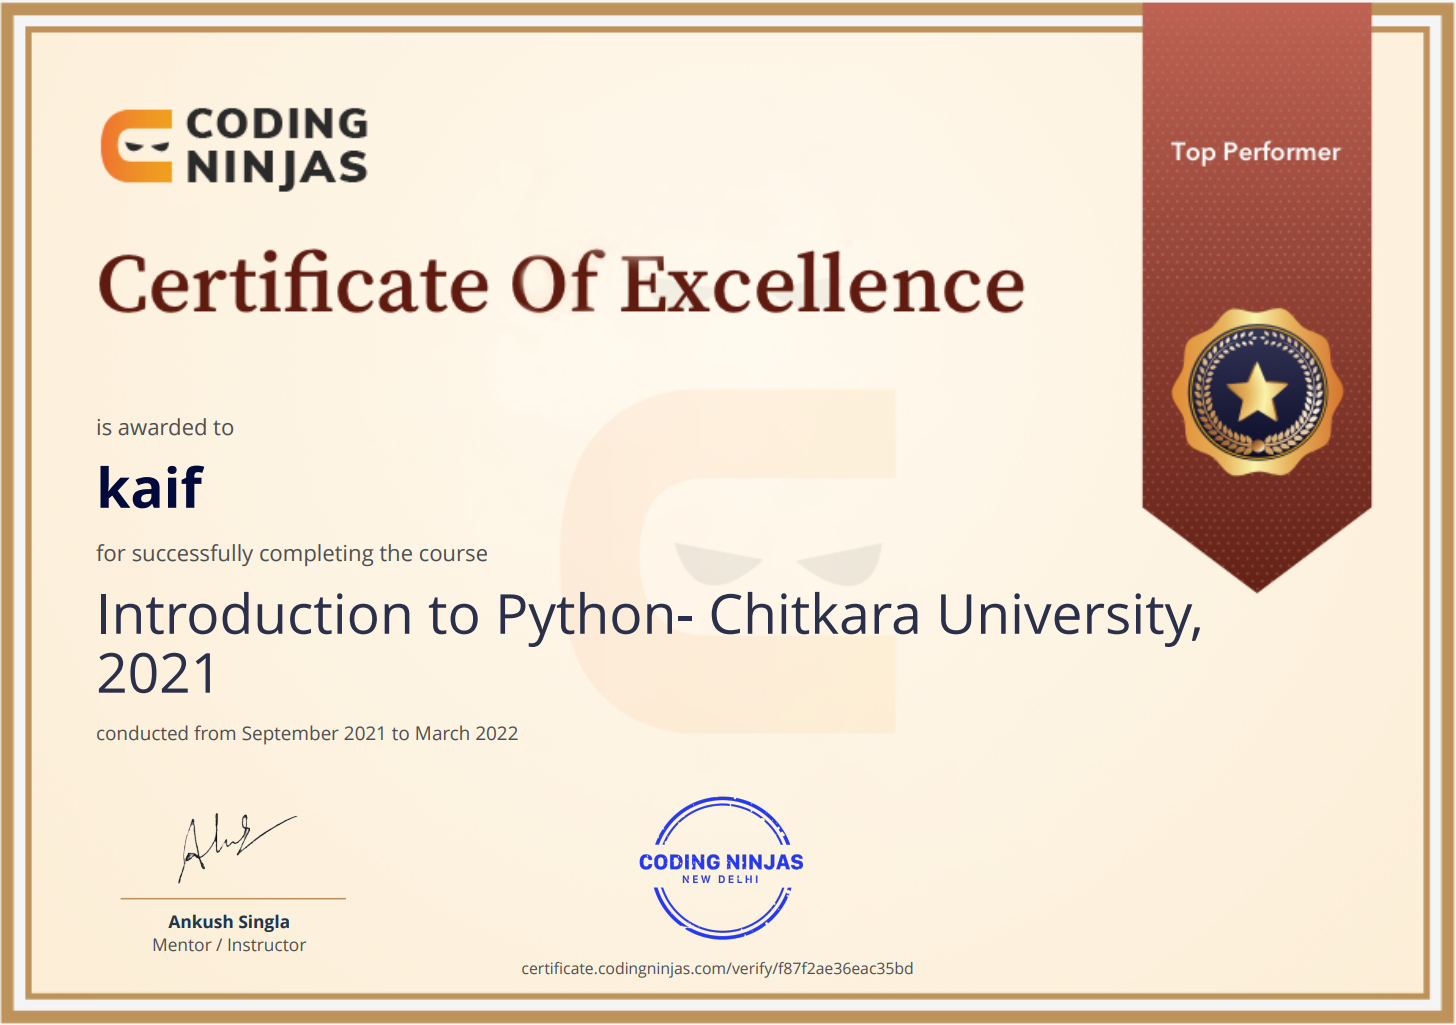 CODING
NINJAS
Top Performer
Certificate Of Excellence
is awarded to
kaif
for successfully completing the course
Introduction to Python- Chitkara University,
2021
conducted from September 2021 to March 2022
Ankush Singla
Mentor / Instructor
CODING NINJAS
NEW DELHI
certificate.codingninjas.com/verify/f87f2ae36eac35bd